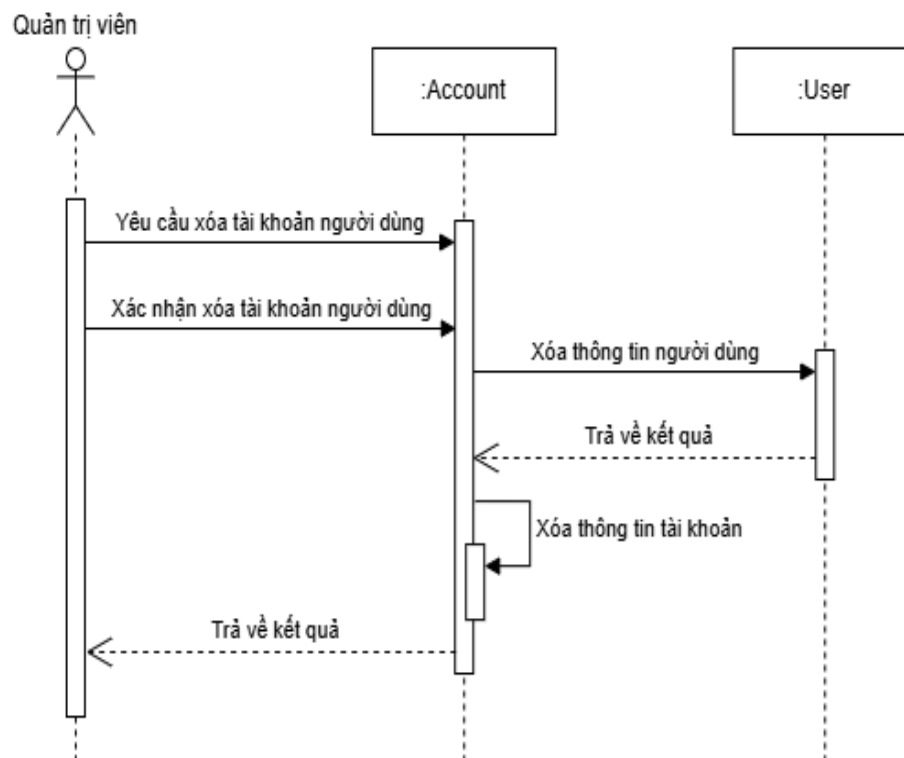 Quản trị viên
:Account
:User
Yêu cầu xóa tài khoản người dùng
Xác nhận xóa tài khoản người dùng
Xóa thông tin người dùng
Trả về kết quả
Xóa thông tin tài khoản
Trả về kết quả